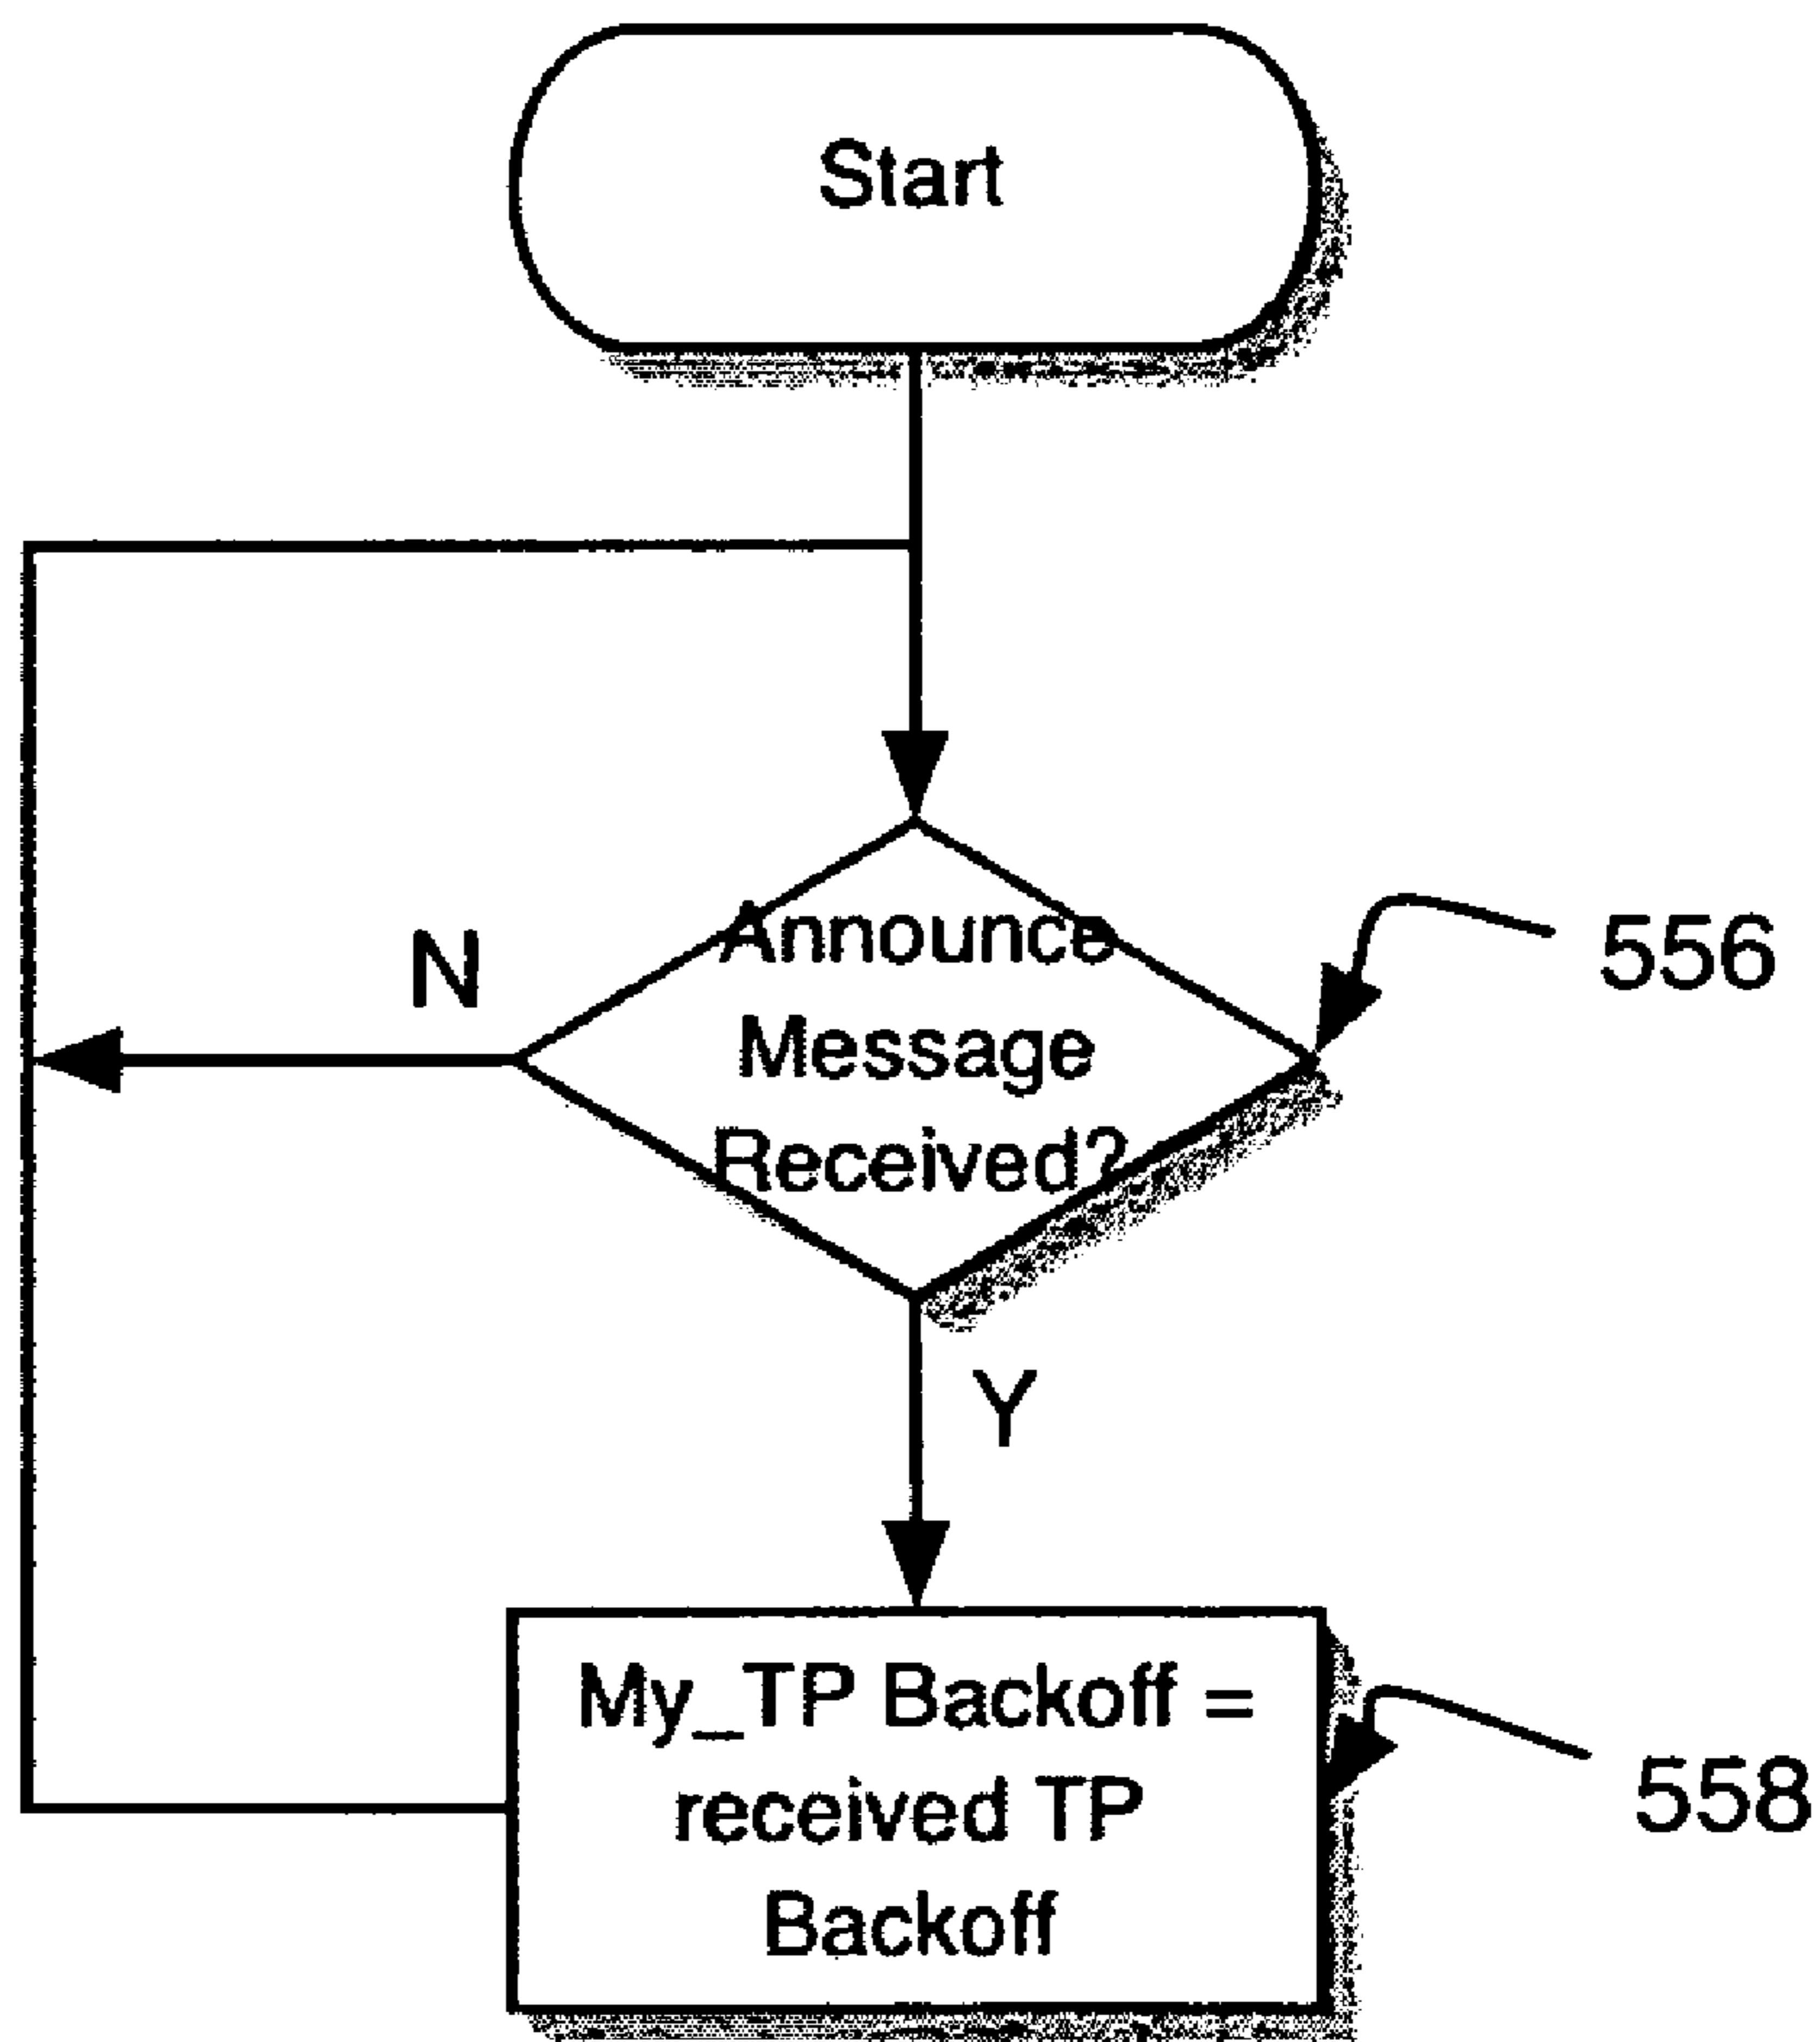 Start
N
Announce
Message
Received?
556
Y
My_TP Backoff =
received TP
Backoff
558